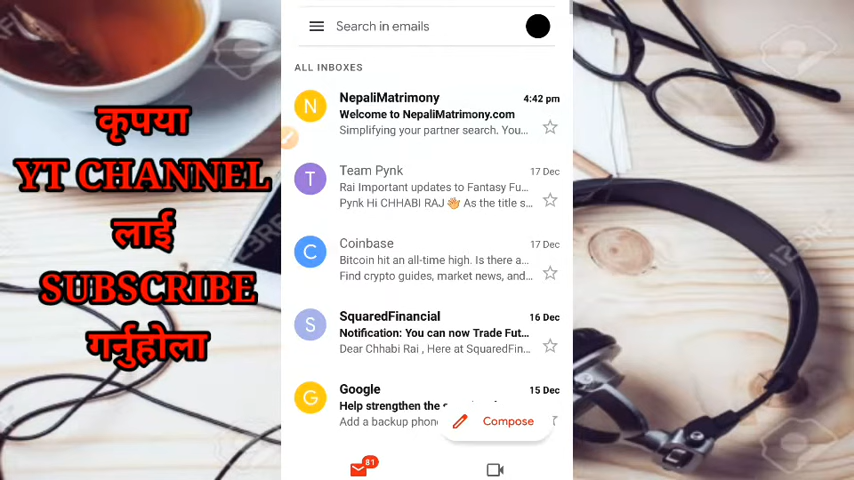 कृपया
YT CHANNEL
लाई
SUBSCRIBE
गर्नुहोला
Search in emails
ALL INBOXES
N
NepaliMatrimony
4:42 pm
Welcome to NepaliMatrimony.com
Simplifying your partner search. You...
T
Team Pynk
17 Dec
Rai Important updates to Fantasy Fu...
Pynk Hi CHHABI RAJ 👋 As the title s...
C
Coinbase
17 Dec
Bitcoin hit an all-time high. Is there a...
Find crypto guides, market news, and...
S
SquaredFinancial
16 Dec
Notification: You can now Trade Fut...
Dear Chhabi Rai , Here at SquaredFin...
G
Google
15 Dec
Help strengthen the
Add a backup phone
Compose
81